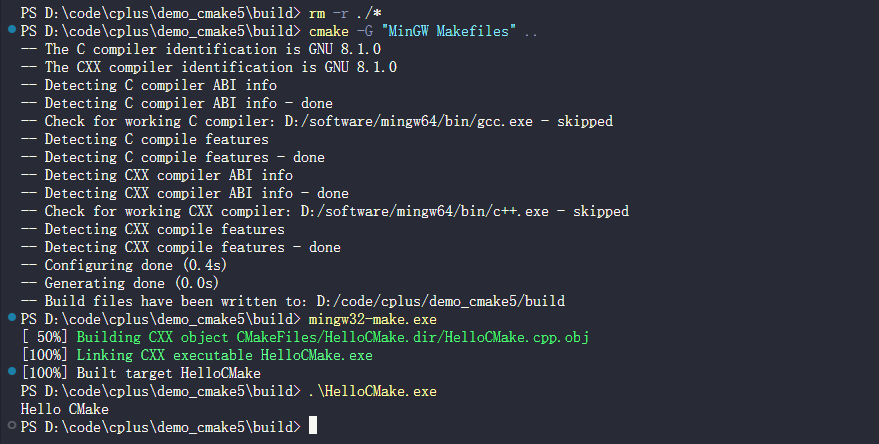 PS D:\code\cplus\demo_cmake5\build> rm -r ./*
PS D:\code\cplus\demo_cmake5\build> cmake -G "MinGW Makefiles" ..
-- The C compiler identification is GNU 8.1.0
-- The CXX compiler identification is GNU 8.1.0
-- Detecting C compiler ABI info
-- Detecting C compiler ABI info - done
-- Check for working C compiler: D:/software/mingw64/bin/gcc.exe - skipped
-- Detecting C compile features
-- Detecting C compile features - done
-- Detecting CXX compiler ABI info
-- Detecting CXX compiler ABI info - done
-- Check for working CXX compiler: D:/software/mingw64/bin/c++.exe - skipped
-- Detecting CXX compile features
-- Detecting CXX compile features - done
-- Configuring done (0.4s)
-- Generating done (0.0s)
-- Build files have been written to: D:/code/cplus/demo_cmake5/build
PS D:\code\cplus\demo_cmake5\build> mingw32-make.exe
[ 50%] Building CXX object CMakeFiles/HelloCMake.dir/HelloCMake.cpp.obj
[100%] Linking CXX executable HelloCMake.exe
[100%] Built target HelloCMake
PS D:\code\cplus\demo_cmake5\build> .\HelloCMake.exe
Hello CMake
PS D:\code\cplus\demo_cmake5\build>